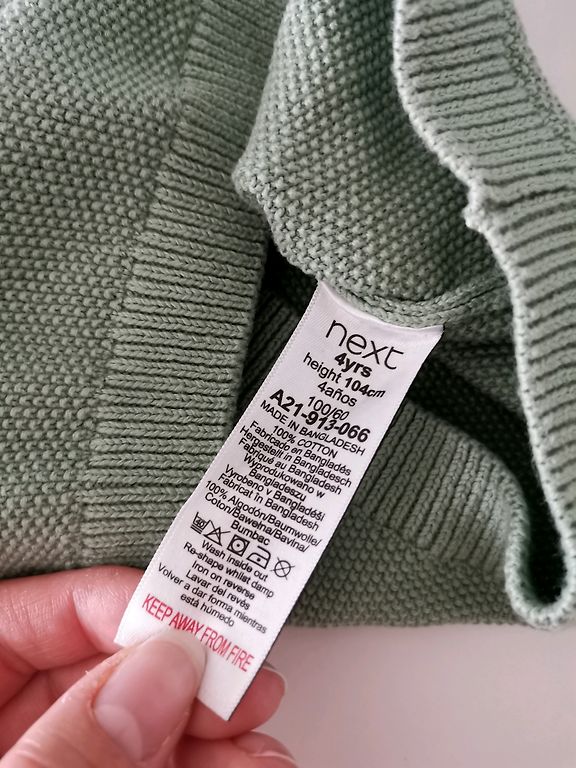 next
4yrs
height 104cm
4años
100/60
A21-913-066
MADE IN BANGLADESH
100% COTTON
Fabricado en Bangladés
Hergestellt in Bangladesch
Fabriqué au Bangladesh
Wyprodukowano w
Bangladeszu
Vyrobeno v Bangladéši
Fabricat în Bangladesh
100% Algodón/Baumwolle/
Coton/Bawełna/Bavlna/
Bumbac
40
Wash inside out
Re-shape whilst damp
Iron on reverse
Lavar del revés
Volver a dar forma mientras
está húmedo
KEEP AWAY FROM FIRE